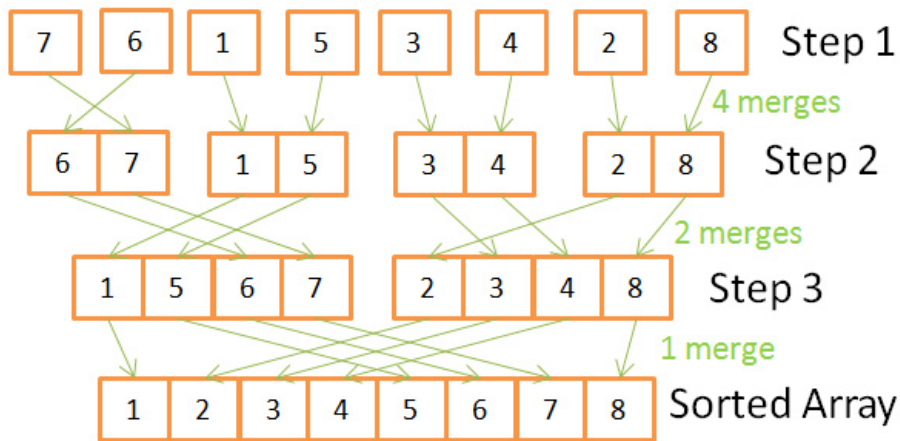 7 6 1 5 3 4 2 8 Step 1
4 merges
6 7 1 5 3 4 2 8 Step 2
2 merges
1 5 6 7 2 3 4 8 Step 3
1 merge
1 2 3 4 5 6 7 8 Sorted Array